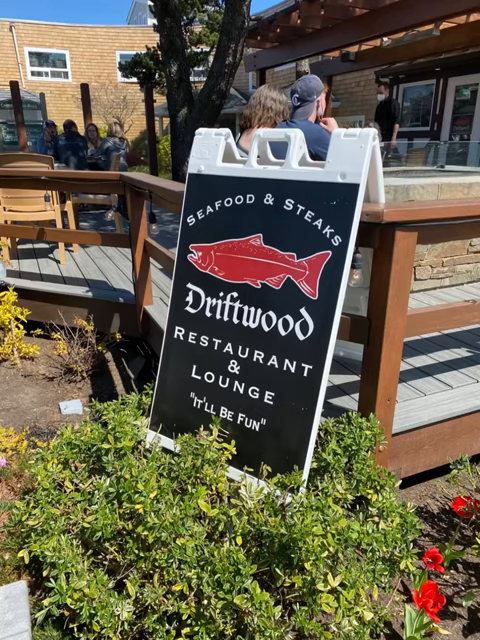 Seafood & Steaks
Driftwood
Restaurant
&
Lounge
"It'll Be Fun"